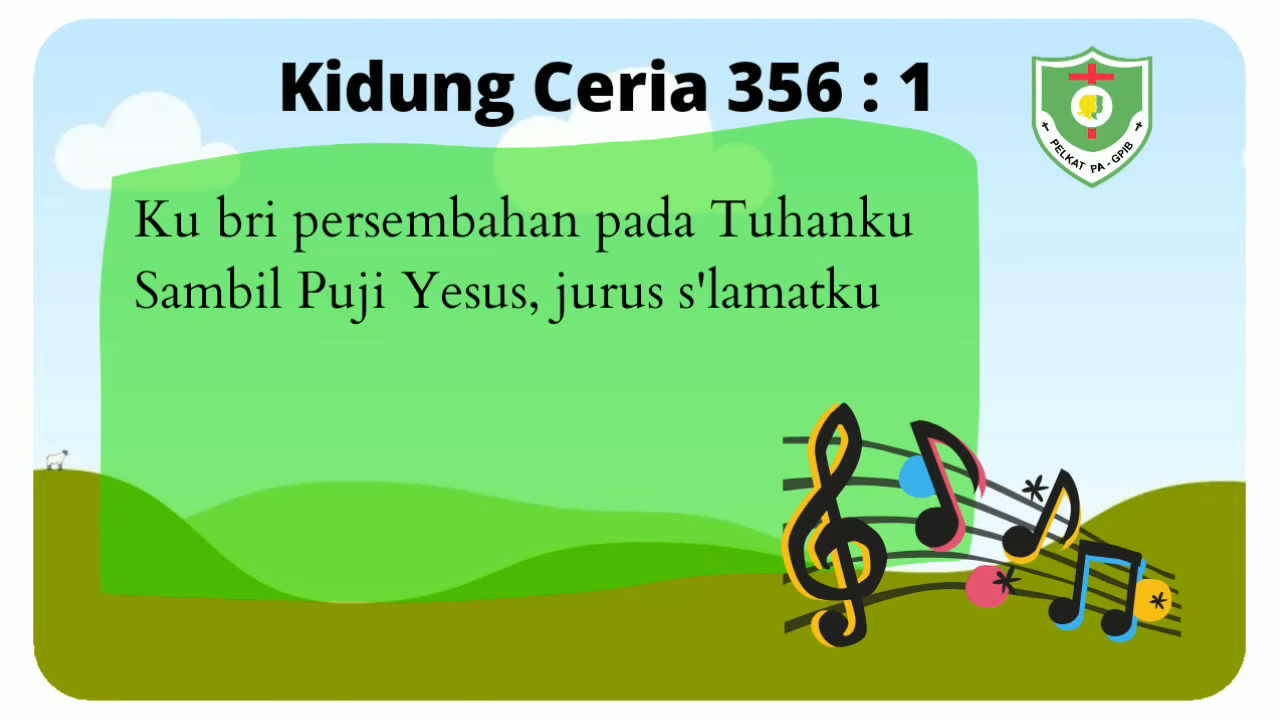 Kidung Ceria 356 : 1
PELKAT PA - GPIB
Ku bri persembahan pada Tuhanku
Sambil Puji Yesus, jurus s'lamatku